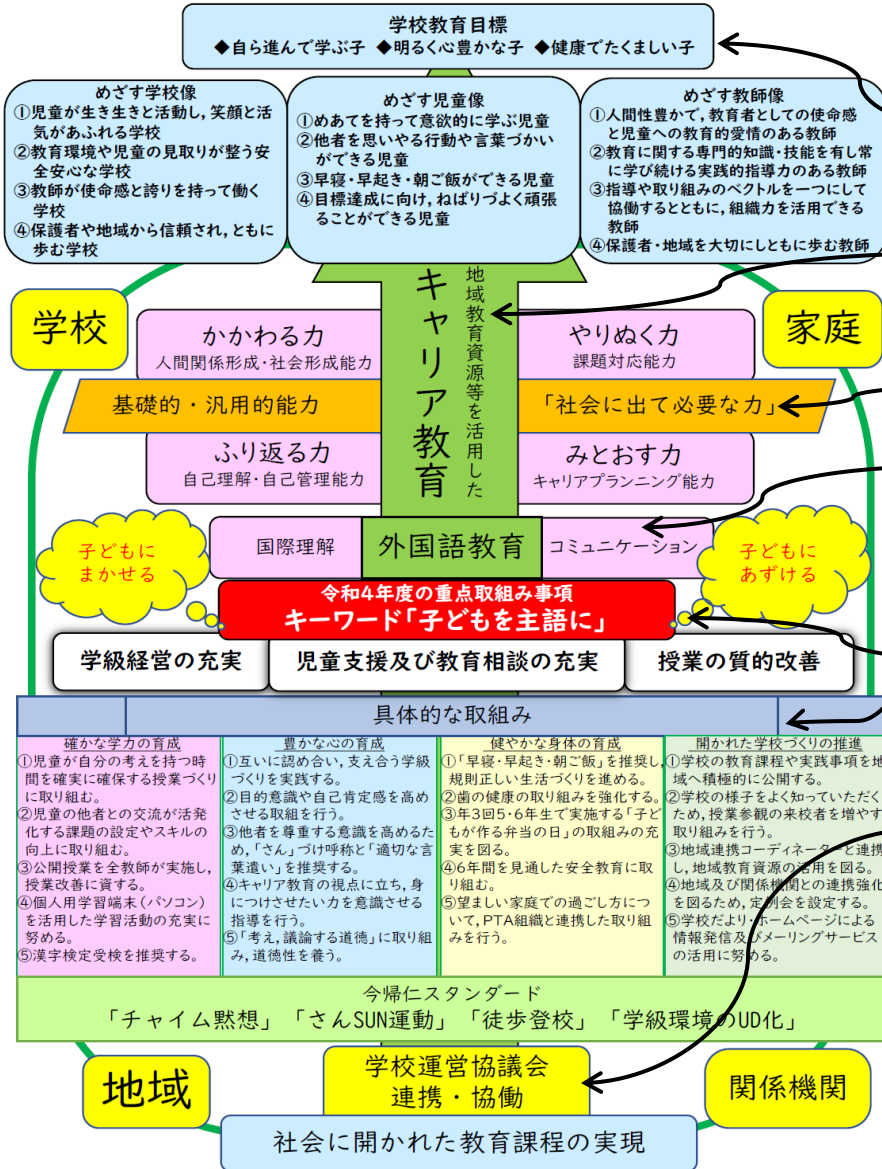 学校教育目標
◆自ら進んで学ぶ子 ◆明るく心豊かな子 ◆健康でたくましい子
めざす学校像
①児童が生き生きと活動し,笑顔と活
気があふれる学校
②教育環境や児童の見取りが整う安
全安心な学校
③教師が使命感と誇りを持って働く
学校
④保護者や地域から信頼され,ともに
歩む学校
めざす児童像
①めあてを持って意欲的に学ぶ児童
②他者を思いやる行動や言葉づかい
ができる児童
③早寝・早起き・朝ご飯ができる児童
④目標達成に向け,ねばりづよく頑張
ることができる児童
めざす教師像
①人間性豊かで,教育者としての使命感
と児童への教育的愛情のある教師
②教育に関する専門的知識・技能を有し常
に学び続ける実践的指導力のある教師
③指導や取り組みのベクトルを一つにして
協働するとともに,組織力を活用できる
教師
④保護者・地域を大切にしともに歩む教師
学校
家庭
地域教育資源等を活用した
キャリア教育
かかわる力
人間関係形成・社会形成能力
やりぬく力
課題対応能力
基礎的・汎用的能力
「社会に出て必要な力」
ふり返る力
自己理解・自己管理能力
みとおす力
キャリアプランニング能力
国際理解
外国語教育
コミュニケーション
子どもに
まかせる
子どもに
あずける
令和4年度の重点取組み事項
キーワード「子どもを主語に」
学級経営の充実
児童支援及び教育相談の充実
授業の質的改善
具体的な取組み
確かな学力の育成
①児童が自分の考えを持つ時
間を確実に確保する授業づくり
に取り組む。
②児童の他者との交流が活発
化する課題の設定やスキルの
向上に取り組む。
③公開授業を全教師が実施し,
授業改善に資する。
④個人用学習端末(パソコン)
を活用した学習活動の充実に
努める。
⑤漢字検定受検を推奨する。
豊かな心の育成
①互いに認め合い,支え合う学級
づくりを実践する。
②目的意識や自己肯定感を高め
させる取組を行う。
③他者を尊重する意識を高めるた
め,「さん」づけ呼称と「適切な言
葉遣い」を推奨する。
④キャリア教育の視点に立ち,身
につけさせたい力を意識させる
指導を行う。
⑤「考え,議論する道徳」に取り組
み,道徳性を養う。
健やかな身体の育成
①「早寝・早起き・朝ご飯」を推奨し,
規則正しい生活づくりを進める。
②歯の健康の取り組みを強化する。
③年3回5・6年生で実施する「子ど
もが作る弁当の日」の取組みの充
実を図る。
④6年間を見通した安全教育に取
り組む。
⑤望ましい家庭での過ごし方につ
いて,PTA組織と連携した取り組
みを行う。
開かれた学校づくりの推進
①学校の教育課程や実践事項を地
域へ積極的に公開する。
②学校の様子をよく知っていただく
ため,授業参観の来校者を増やす
取り組みを行う。
③地域連携コーディネーターと連携
し,地域教育資源の活用を図る。
④地域及び関係機関との連携強化
を図るため,定例会を設定する。
⑤学校だより・ホームページによる
情報発信及びメーリングサービス
の活用に努める。
今帰仁スタンダード
「チャイム黙想」 「さんSUN運動」 「徒歩登校」 「学級環境のUD化」
地域
学校運営協議会
連携・協働
関係機関
社会に開かれた教育課程の実現